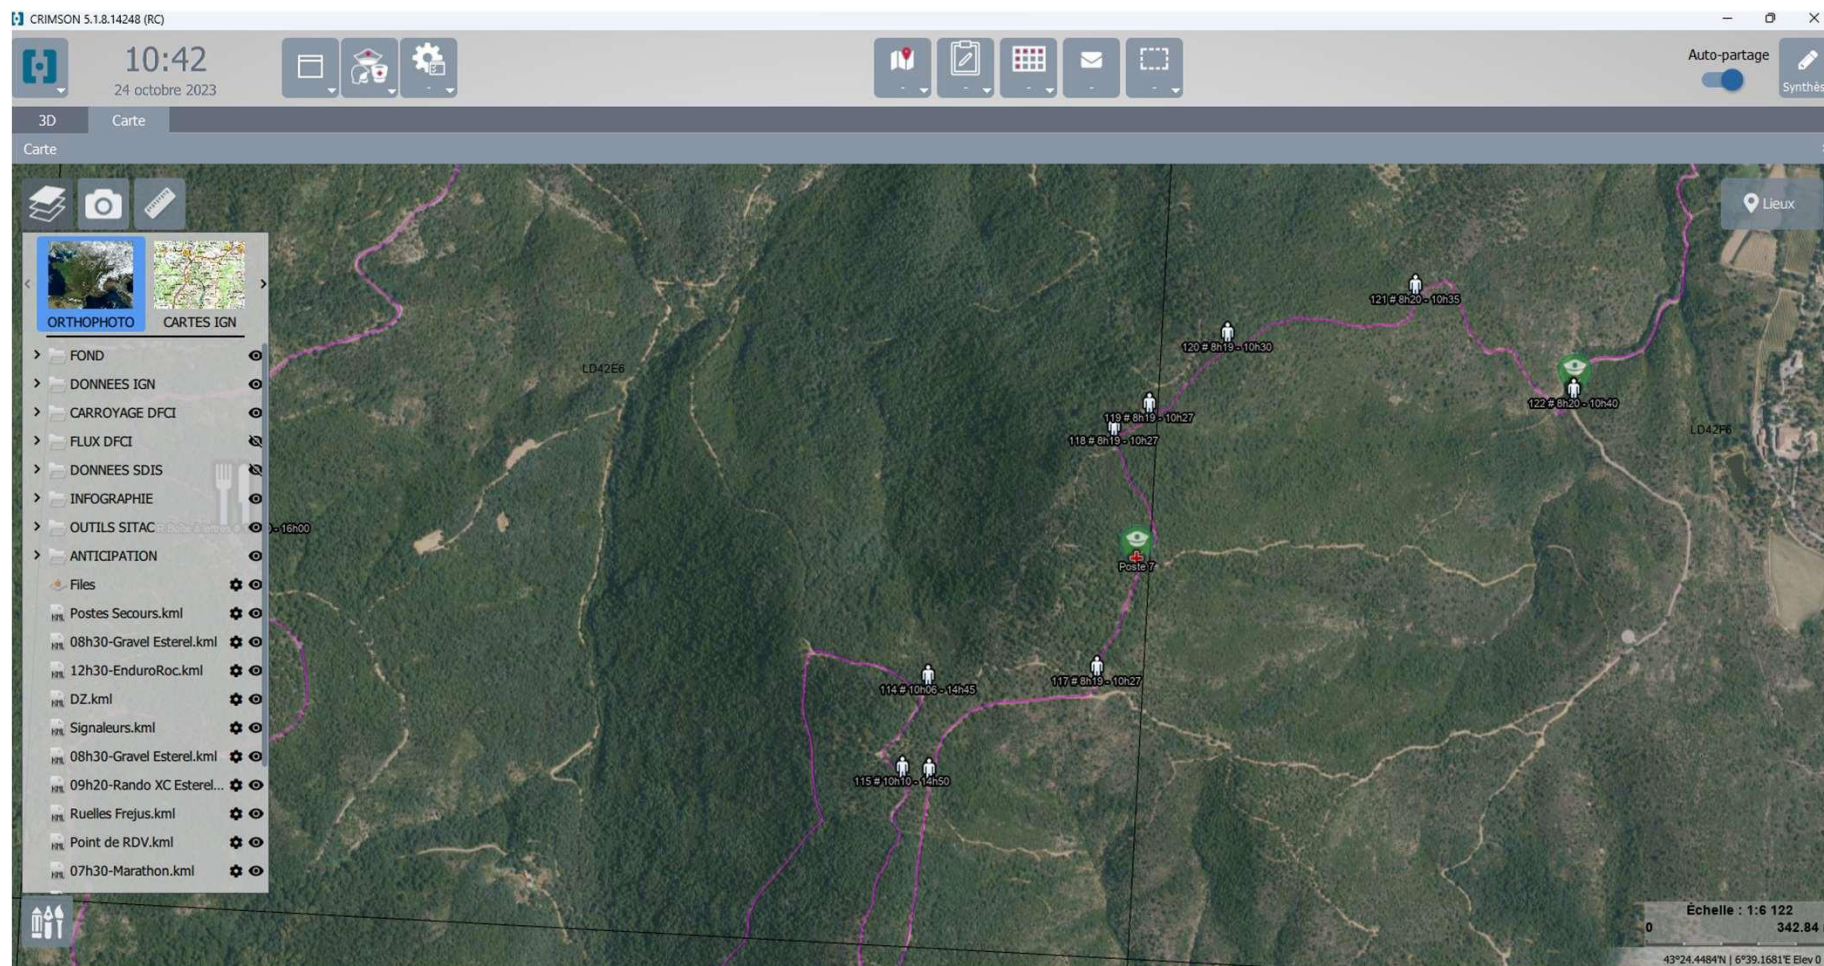 CRIMSON 5.1.8.14248 (RC)
10:42
24 octobre 2023
Auto-partage
Synthès
3D
Carte
Carte
Lieux
ORTHOPHOTO
CARTES IGN
FOND
DONNEES IGN
CARROYAGE DFCI
FLUX DFCI
DONNEES SDIS
INFOGRAPHIE
OUTILS SITAC
- 16h00
ANTICIPATION
Files
Postes Secours.kml
08h30-Gravel Esterel.kml
12h30-EnduroRoc.kml
DZ.kml
Signaleurs.kml
08h30-Gravel Esterel.kml
09h20-Rando XC Esterel...
Ruelles Frejus.kml
Point de RDV.kml
07h30-Marathon.kml
LD42E6
121 # 8h20 - 10h35
120 # 8h19 - 10h30
122 # 8h20 - 10h40
119 # 8h19 - 10h27
LD42F6
118 # 8h19 - 10h27
Poste 7
117 # 8h19 - 10h27
114 # 10h06 - 14h45
115 # 10h10 - 14h50
Échelle : 1:6 122
0
342.84
43°24.4484'N | 6°39.1681'E Elev 0